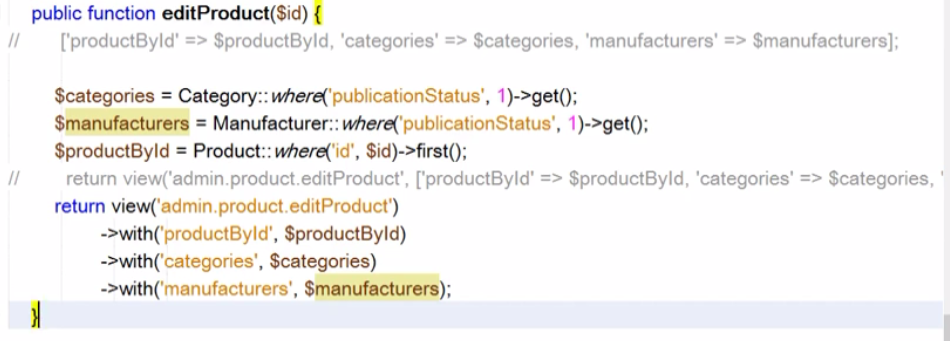 public function editProduct($id) {
// ['productById' => $productById, 'categories' => $categories, 'manufacturers' => $manufacturers];
$categories = Category::where('publicationStatus', 1)->get();
$manufacturers = Manufacturer::where('publicationStatus', 1)->get();
$productById = Product::where('id', $id)->first();
// return view('admin.product.editProduct', ['productById' => $productById, 'categories' => $categories, '
return view('admin.product.editProduct')
->with('productById', $productById)
->with('categories', $categories)
->with('manufacturers', $manufacturers);
}